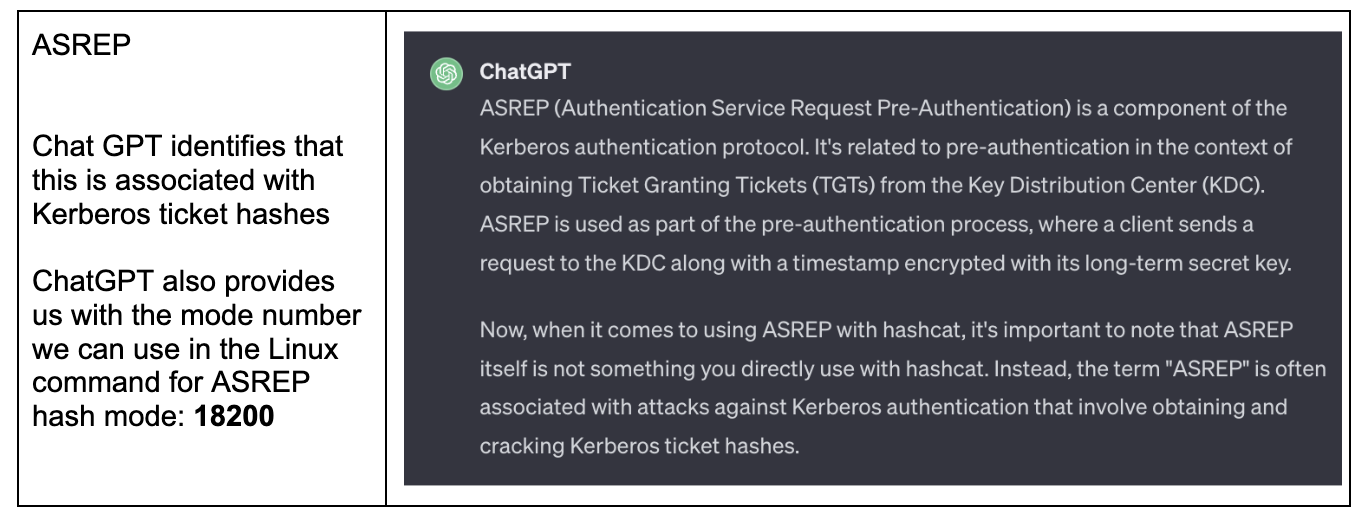 ASREP
Chat GPT identifies that
this is associated with
Kerberos ticket hashes
ChatGPT also provides
us with the mode number
we can use in the Linux
command for ASREP
hash mode: 18200
ChatGPT
ASREP (Authentication Service Request Pre-Authentication) is a component of the
Kerberos authentication protocol. It's related to pre-authentication in the context of
obtaining Ticket Granting Tickets (TGTs) from the Key Distribution Center (KDC).
ASREP is used as part of the pre-authentication process, where a client sends a
request to the KDC along with a timestamp encrypted with its long-term secret key.
Now, when it comes to using ASREP with hashcat, it's important to note that ASREP
itself is not something you directly use with hashcat. Instead, the term "ASREP" is often
associated with attacks against Kerberos authentication that involve obtaining and
cracking Kerberos ticket hashes.